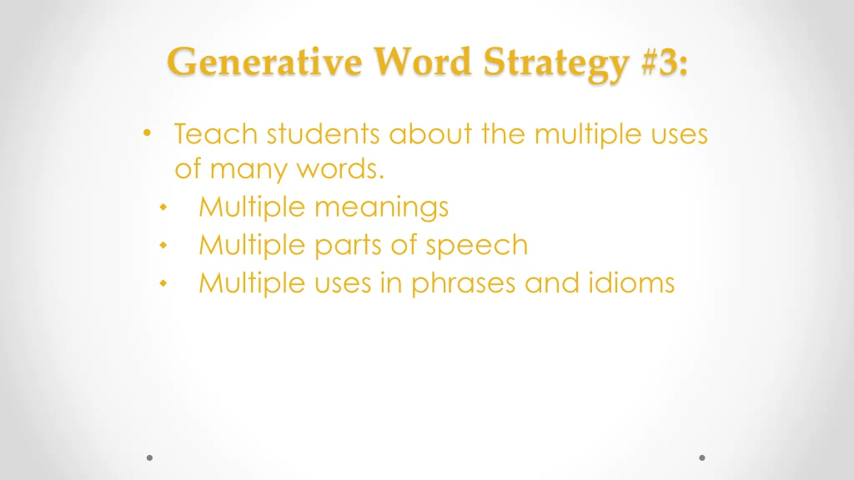 Generative Word Strategy #3:
• Teach students about the multiple uses
of many words.
• Multiple meanings
• Multiple parts of speech
• Multiple uses in phrases and idioms